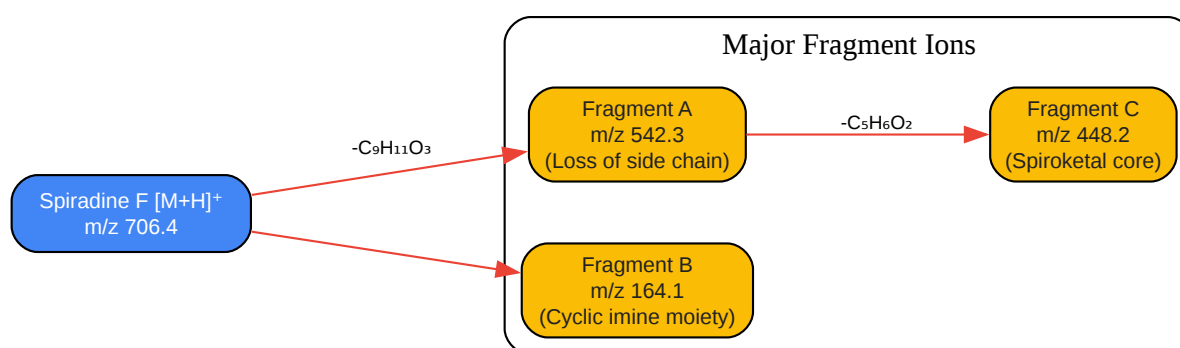 Major Fragment Ions
Fragment A
m/z 542.3
(Loss of side chain)
-C₅H₆O₂
Fragment C
m/z 448.2
(Spiroketal core)
-C₉H₁₁O₃
Spiradine F [M+H]⁺
m/z 706.4
Fragment B
m/z 164.1
(Cyclic imine moiety)